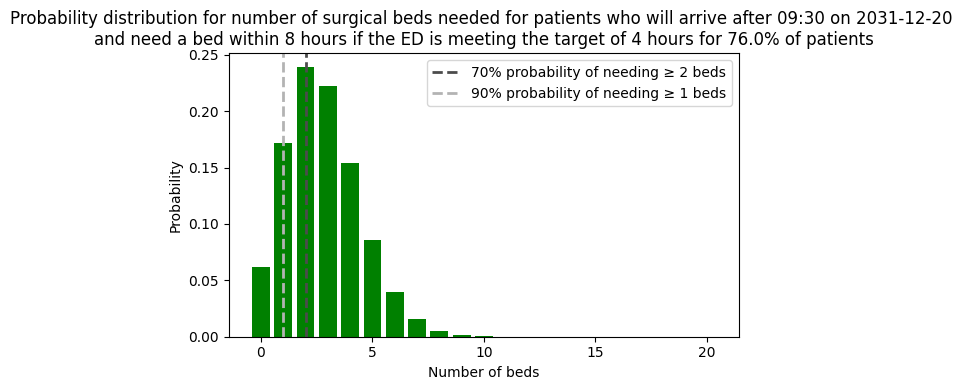 Probability distribution for number of surgical beds needed for patients who will arrive after 09:30 on 2031-12-20
and need a bed within 8 hours if the ED is meeting the target of 4 hours for 76.0% of patients
70% probability of needing ≥ 2 beds
90% probability of needing ≥ 1 beds
Probability
0.25
0.20
0.15
0.10
0.05
0.00
0 5 10 15 20
Number of beds